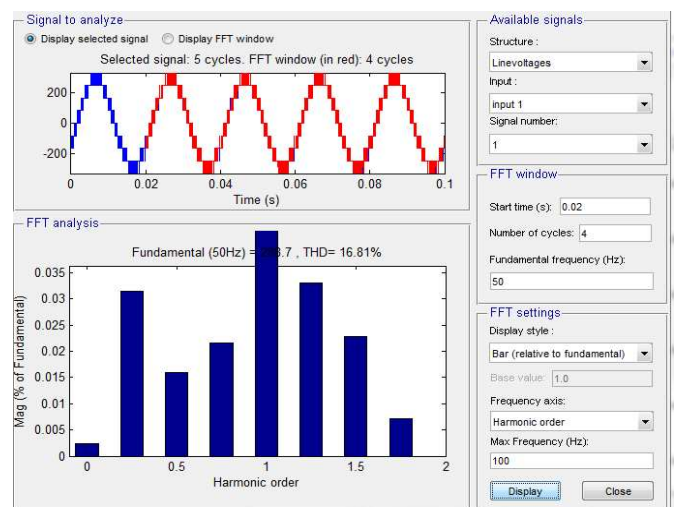 Signal to analyze
Display selected signal Display FFT window
Selected signal: 5 cycles. FFT window (in red): 4 cycles
200
0
-200
0 0.02 0.04 0.06 0.08 0.1
Time (s)
FFT analysis
Fundamental (50Hz) = 8.7 , THD= 16.81%
0.035
0.03
0.025
0.02
0.015
0.01
0.005
0
Mag (% of Fundamental)
0 0.5 1 1.5 2
Harmonic order
Available signals
Structure :
Linevoltages
Input :
input 1
Signal number:
1
FFT window
Start time (s): 0.02
Number of cycles: 4
Fundamental frequency (Hz):
50
FFT settings
Display style :
Bar (relative to fundamental)
Base value: 1.0
Frequency axis:
Harmonic order
Max Frequency (Hz):
100
Display Close